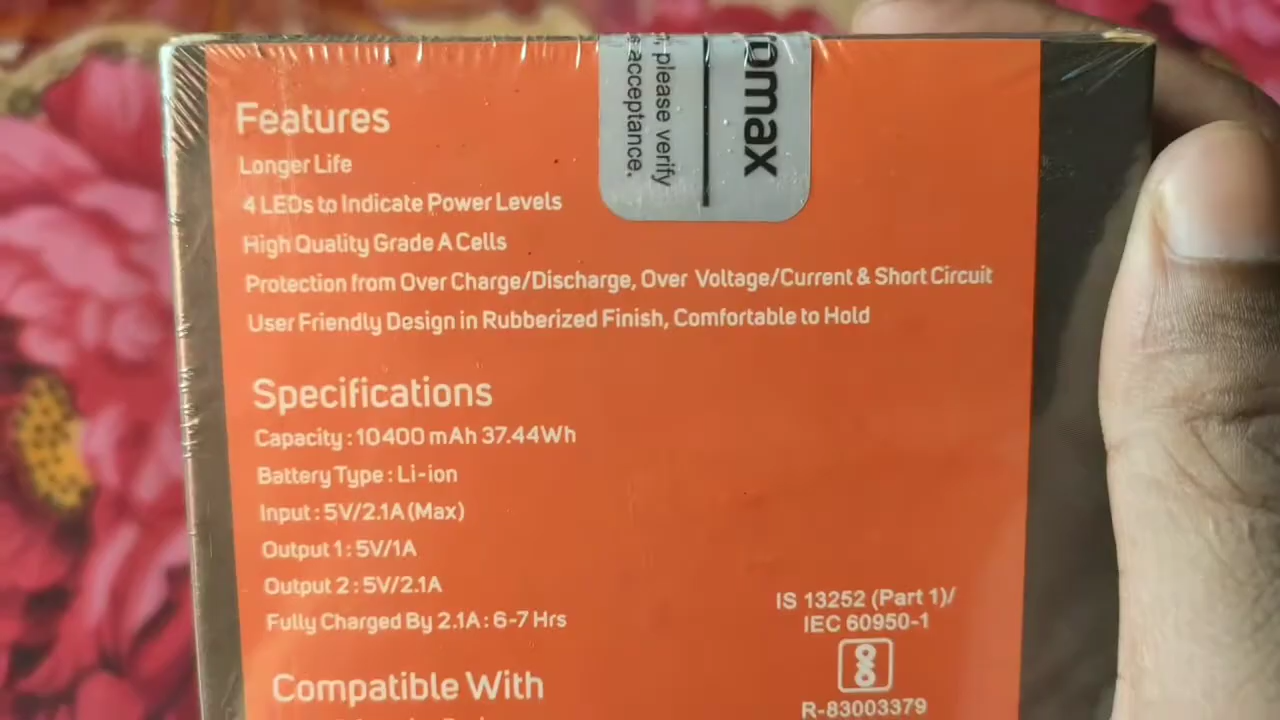 Features
Longer Life
4 LEDs to Indicate Power Levels
High Quality Grade A Cells
Protection from Over Charge/Discharge, Over Voltage/Current & Short Circuit
User Friendly Design in Rubberized Finish, Comfortable to Hold
omax
please verify
acceptance.
Specifications
Capacity : 10400 mAh 37.44Wh
Battery Type : Li-ion
Input : 5V/2.1A (Max)
Output 1 : 5V/1A
Output 2 : 5V/2.1A
Fully Charged By 2.1A : 6-7 Hrs
IS 13252 (Part 1)/
IEC 60950-1
R-83003379
Compatible With